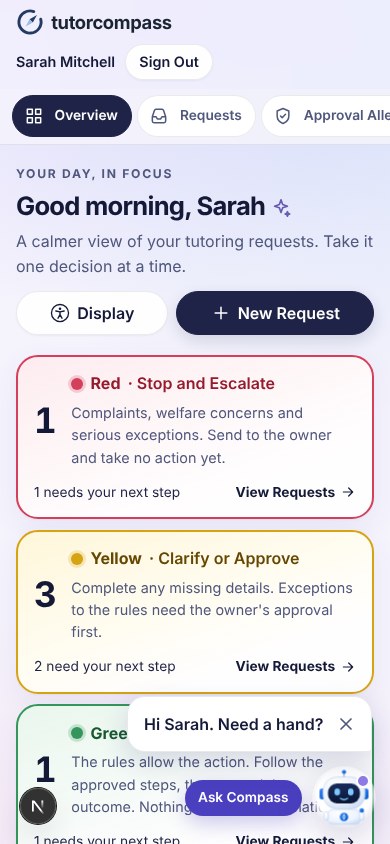 tutorcompass
Sarah Mitchell
Sign Out
Overview
Requests
Approval Ale
YOUR DAY, IN FOCUS
Good morning, Sarah
A calmer view of your tutoring requests. Take it
one decision at a time.
Display
New Request
Red · Stop and Escalate
1
Complaints, welfare concerns and
serious exceptions. Send to the owner
and take no action yet.
1 needs your next step
View Requests →
Yellow · Clarify or Approve
3
Complete any missing details. Exceptions
to the rules need the owner's approval
first.
2 need your next step
View Requests →
Gree
Hi Sarah. Need a hand?
1
The rules allow the action. Follow the
approved steps,
outcome. Nothing
Ask Compass
N
1 needs your next step
View Requests →